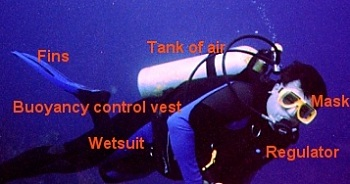 Tank of air
Fins
Mask
Buoyancy control vest
Wetsuit
Regulator